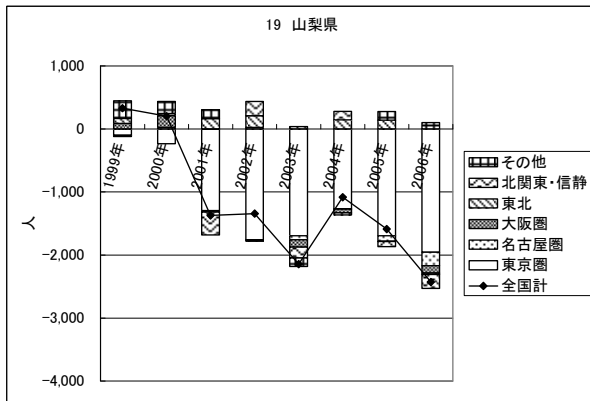 19 山梨県
1,000
0
-1,000
-2,000
-3,000
-4,000
人
1999年
2000年
2001年
2002年
2003年
2004年
2005年
2006年
その他
北関東・信静
東北
大阪圏
名古屋圏
東京圏
全国計